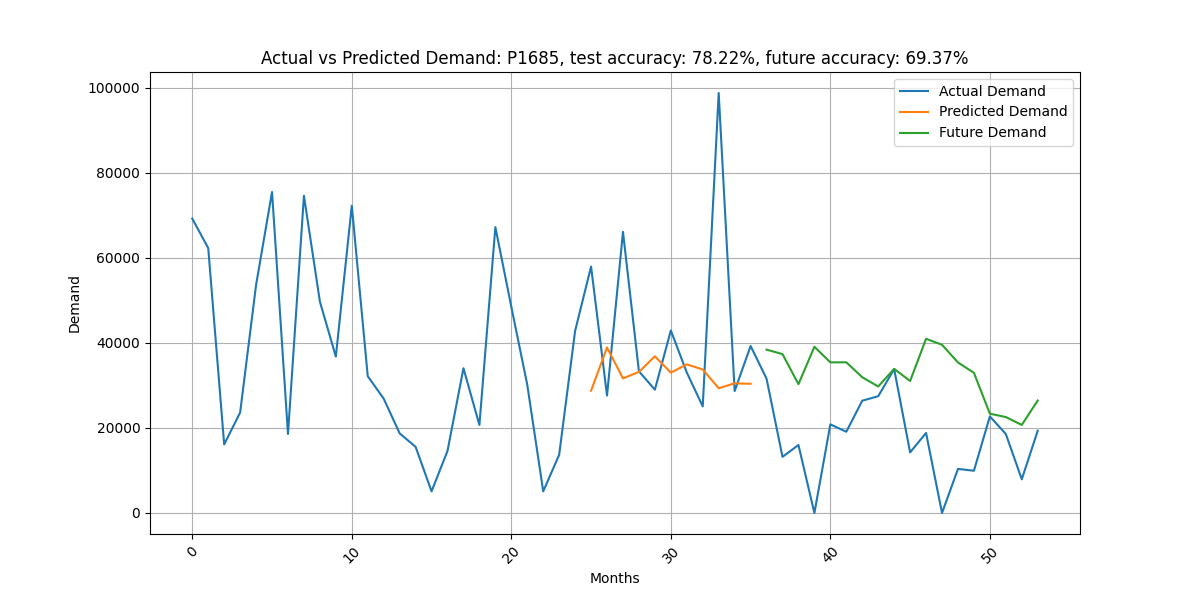 Actual vs Predicted Demand: P1685, test accuracy: 78.22%, future accuracy: 69.37%
Actual Demand
Predicted Demand
Future Demand
100000
80000
60000
40000
20000
0
Demand
0
10
20
30
40
50
Months